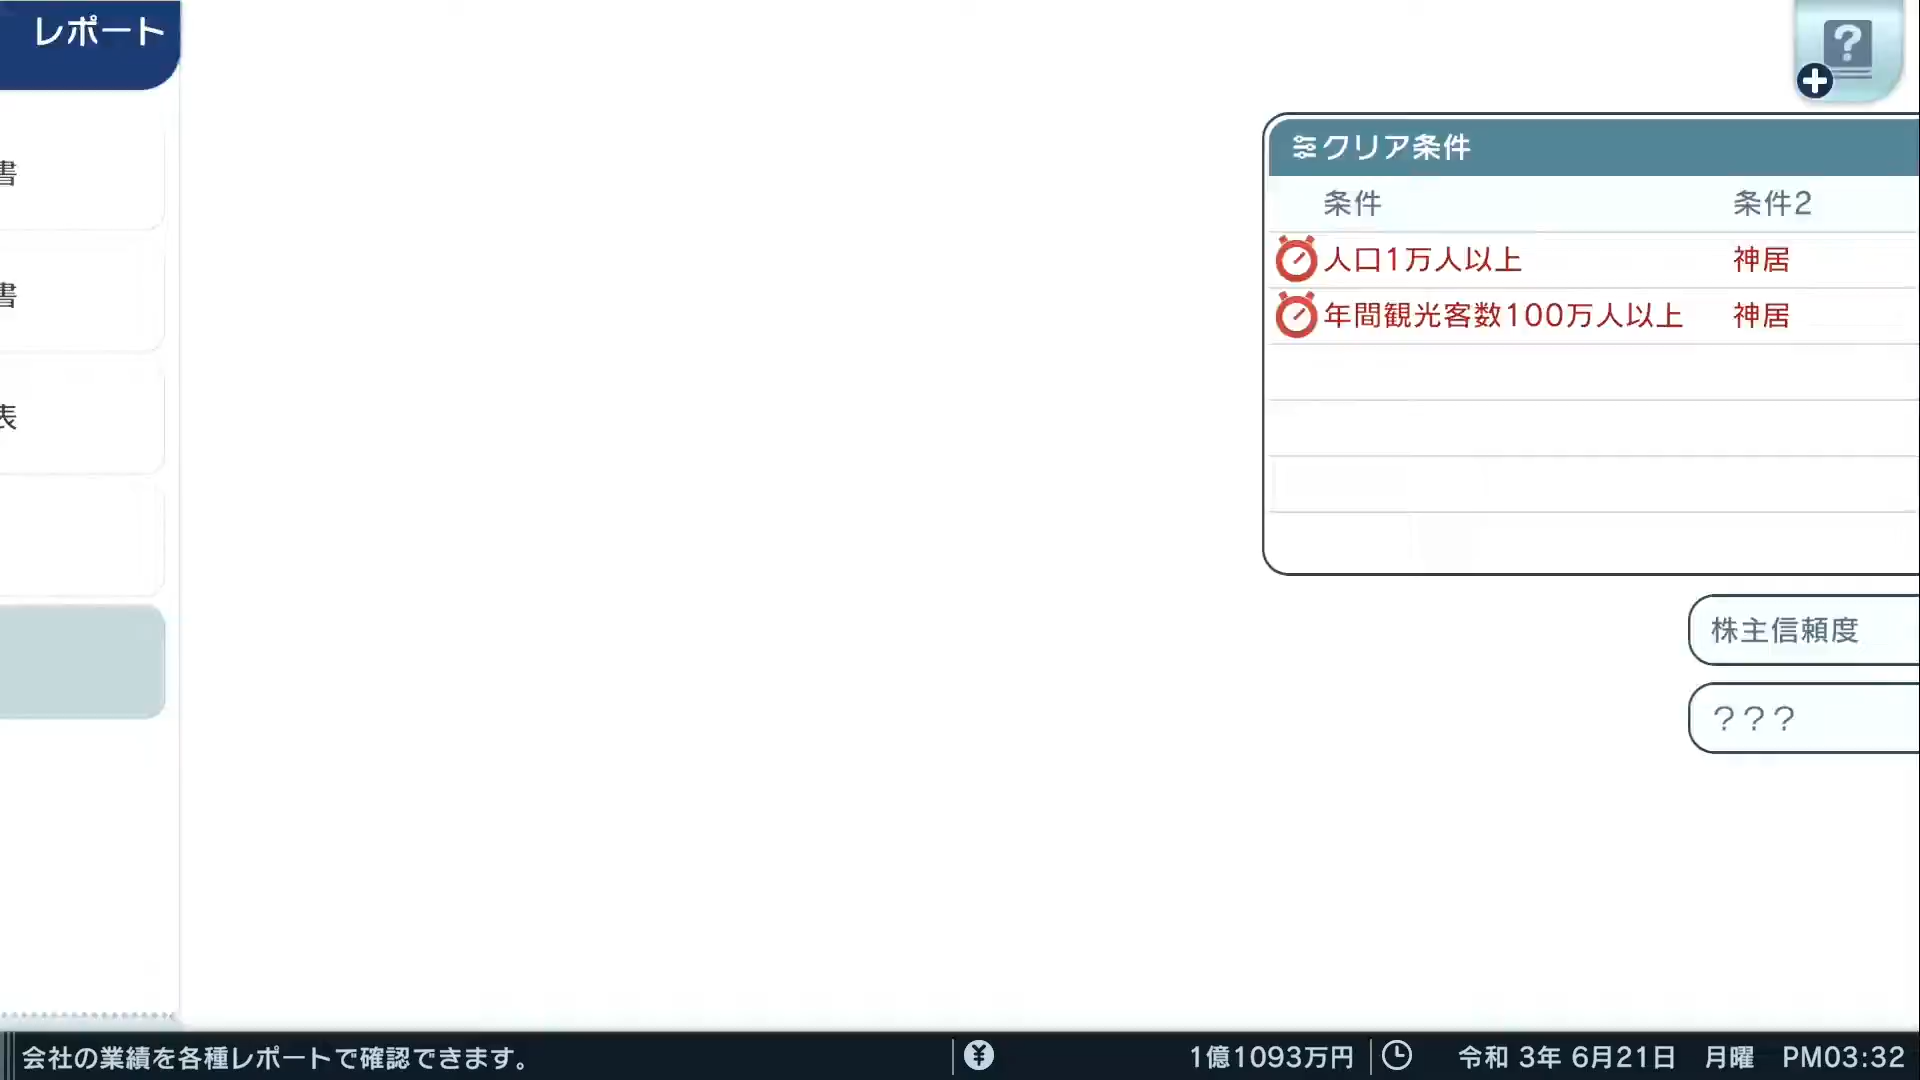 レポート
書
書
表
クリア条件
条件 条件2
人口1万人以上 神居
年間観光客数100万人以上 神居
株主信頼度
???
会社の業績を各種レポートで確認できます。
1億1093万円
令和 3年 6月21日 月曜 PM03:32